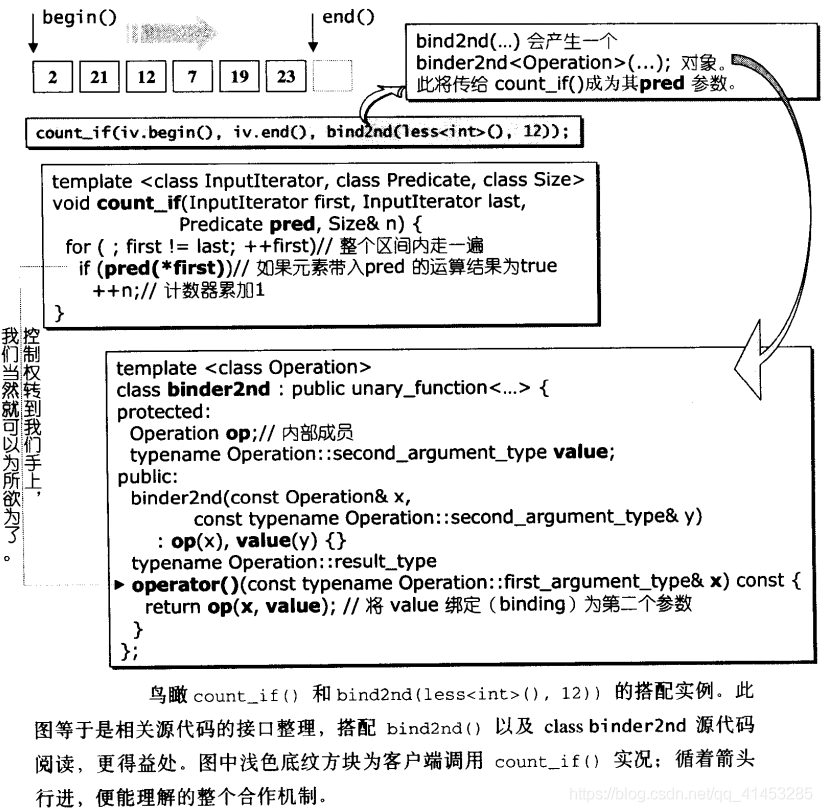 begin()
end()
2 21 12 7 19 23
bind2nd(...) 会产生一个
binder2nd<Operation>(...); 对象。
此将传给 count_if()成为其pred 参数。
count_if(iv.begin(), iv.end(), bind2nd(less<int>(), 12));
template <class InputIterator, class Predicate, class Size>
void count_if(InputIterator first, InputIterator last,
Predicate pred, Size& n) {
for ( ; first != last; ++first)// 整个区间内走一遍
if (pred(*first))// 如果元素带入pred 的运算结果为true
++n;// 计数器累加1
}
控制权转到我们手上，
我们当然就可以为所欲为了。
template <class Operation>
class binder2nd : public unary_function<...> {
protected:
Operation op;// 内部成员
typename Operation::second_argument_type value;
public:
binder2nd(const Operation& x,
const typename Operation::second_argument_type& y)
: op(x), value(y) {}
typename Operation::result_type
operator()(const typename Operation::first_argument_type& x) const {
return op(x, value); // 将 value 绑定（binding）为第二个参数
}
};
鸟瞰 count_if() 和 bind2nd(less<int>(), 12)) 的搭配实例。此
图等于是相关源代码的接口整理，搭配 bind2nd() 以及 class binder2nd 源代码
阅读，更得益处。图中浅色底纹方块为客户端调用 count_if() 实况；循着箭头
行进，便能理解的整个合作机制。
https://blog.csdn.net/qq_41453285